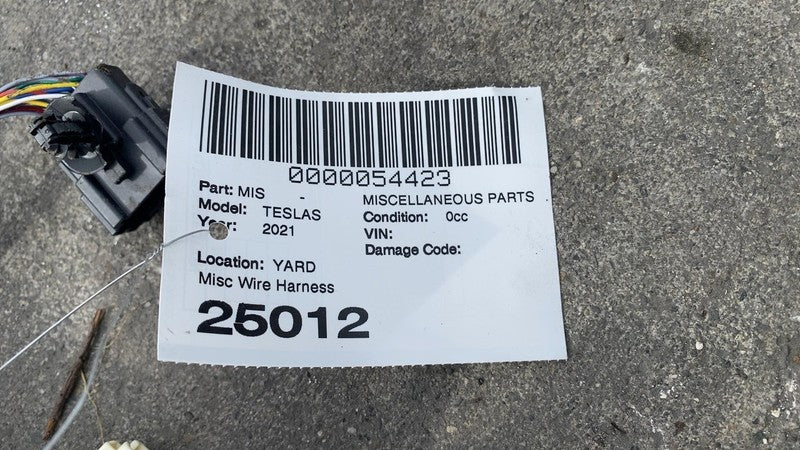 0000054423
Part: MIS - MISCELLANEOUS PARTS
Model: TESLAS Condition: 0cc
Year: 2021 VIN:
Damage Code:
Location: YARD
Misc Wire Harness
25012